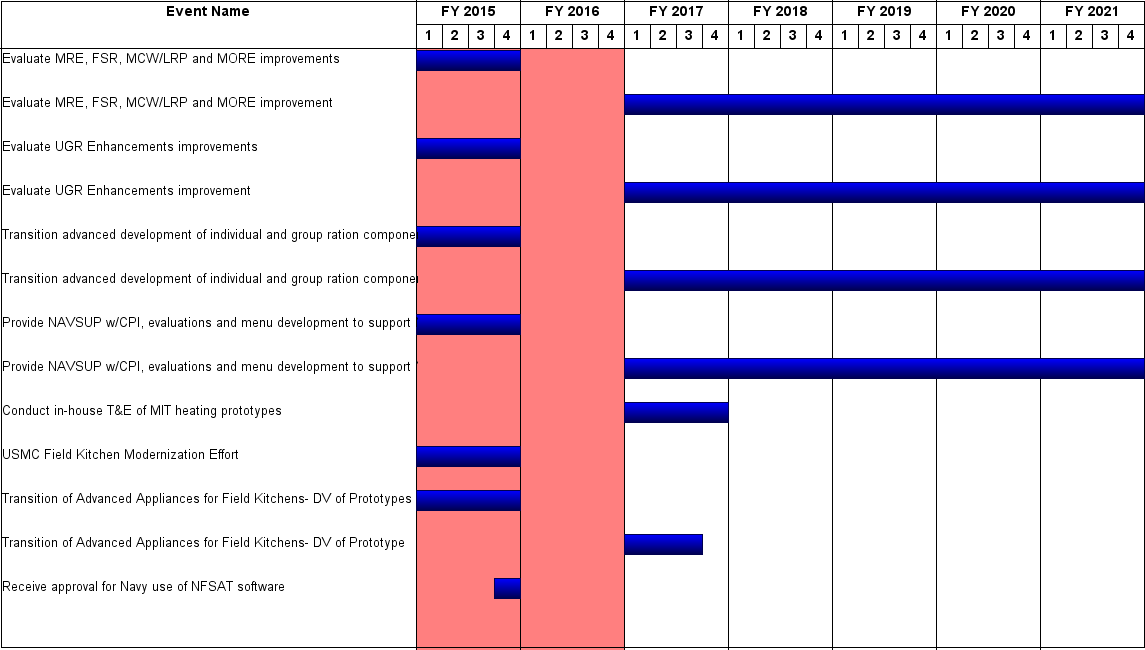 Event Name FY 2015 FY 2016 FY 2017 FY 2018 FY 2019 FY 2020 FY 2021
1 2 3 4 1 2 3 4 1 2 3 4 1 2 3 4 1 2 3 4 1 2 3 4 1 2 3 4
Evaluate MRE, FSR, MCW/LRP and MORE improvements
Evaluate MRE, FSR, MCW/LRP and MORE improvement
Evaluate UGR Enhancements improvements
Evaluate UGR Enhancements improvement
Transition advanced development of individual and group ration compone
Transition advanced development of individual and group ration compone
Provide NAVSUP w/CPI, evaluations and menu development to support
Provide NAVSUP w/CPI, evaluations and menu development to support
Conduct in-house T&E of MIT heating prototypes
USMC Field Kitchen Modernization Effort
Transition of Advanced Appliances for Field Kitchens- DV of Prototypes
Transition of Advanced Appliances for Field Kitchens- DV of Prototype
Receive approval for Navy use of NFSAT software